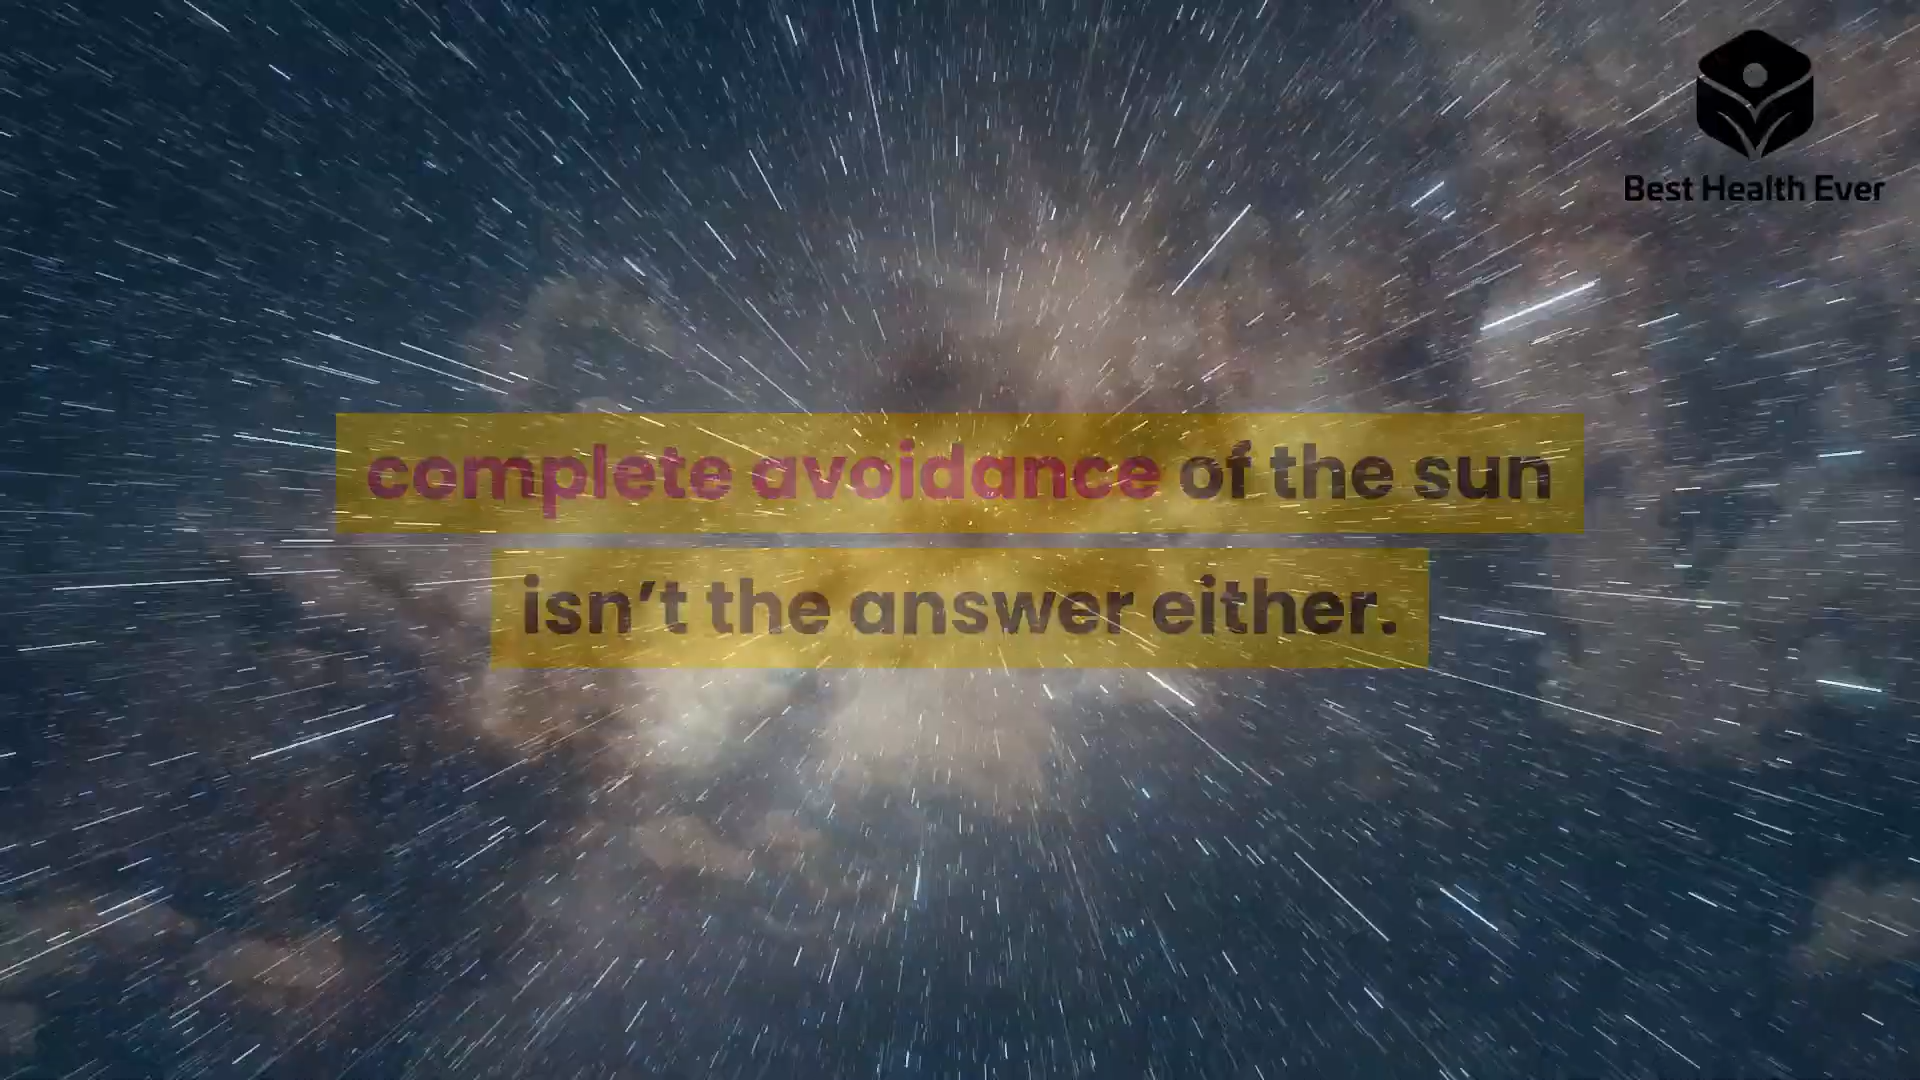 Best Health Ever
complete avoidance of the sun
isn’t the answer either.